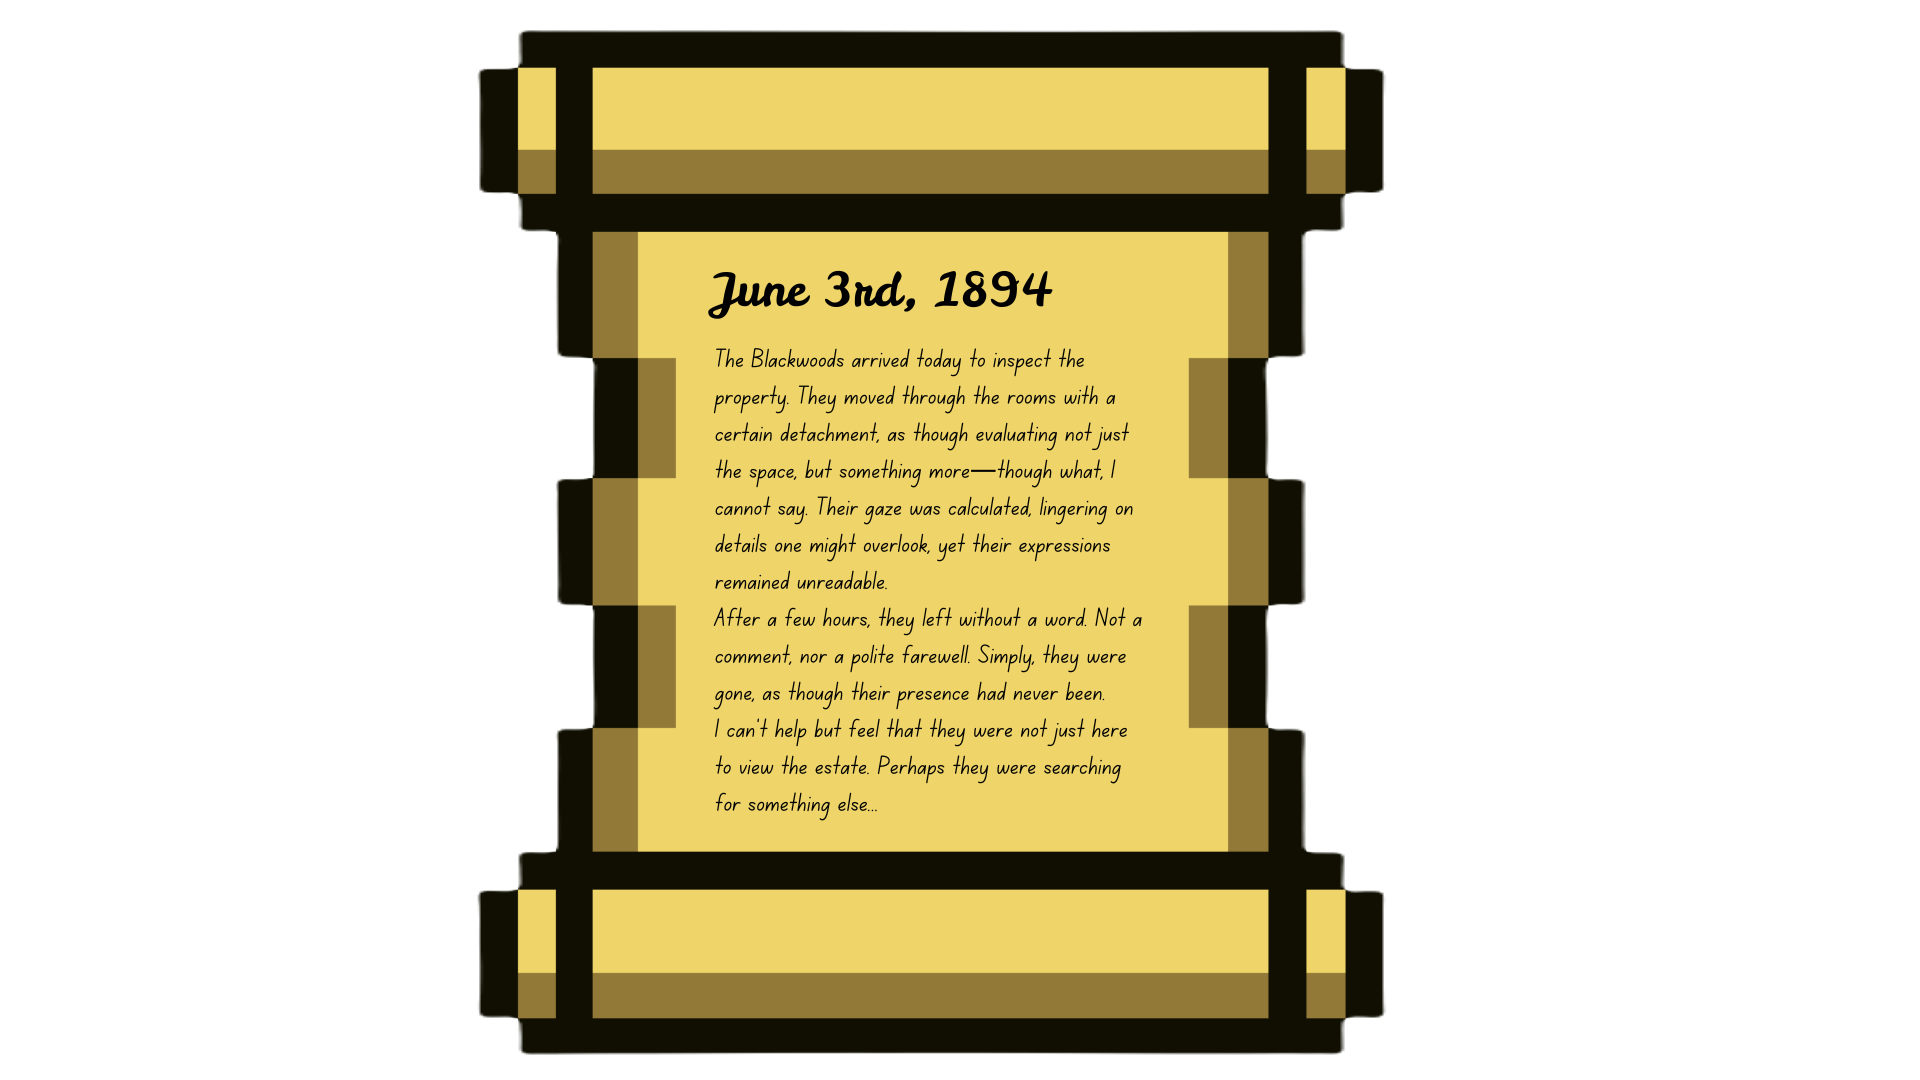 June 3rd, 1894
The Blackwoods arrived today to inspect the
property. They moved through the rooms with a
certain detachment, as though evaluating not just
the space, but something more—though what, I
cannot say. Their gaze was calculated, lingering on
details one might overlook, yet their expressions
remained unreadable.
After a few hours, they left without a word. Not a
comment, nor a polite farewell. Simply, they were
gone, as though their presence had never been.
I can't help but feel that they were not just here
to view the estate. Perhaps they were searching
for something else...